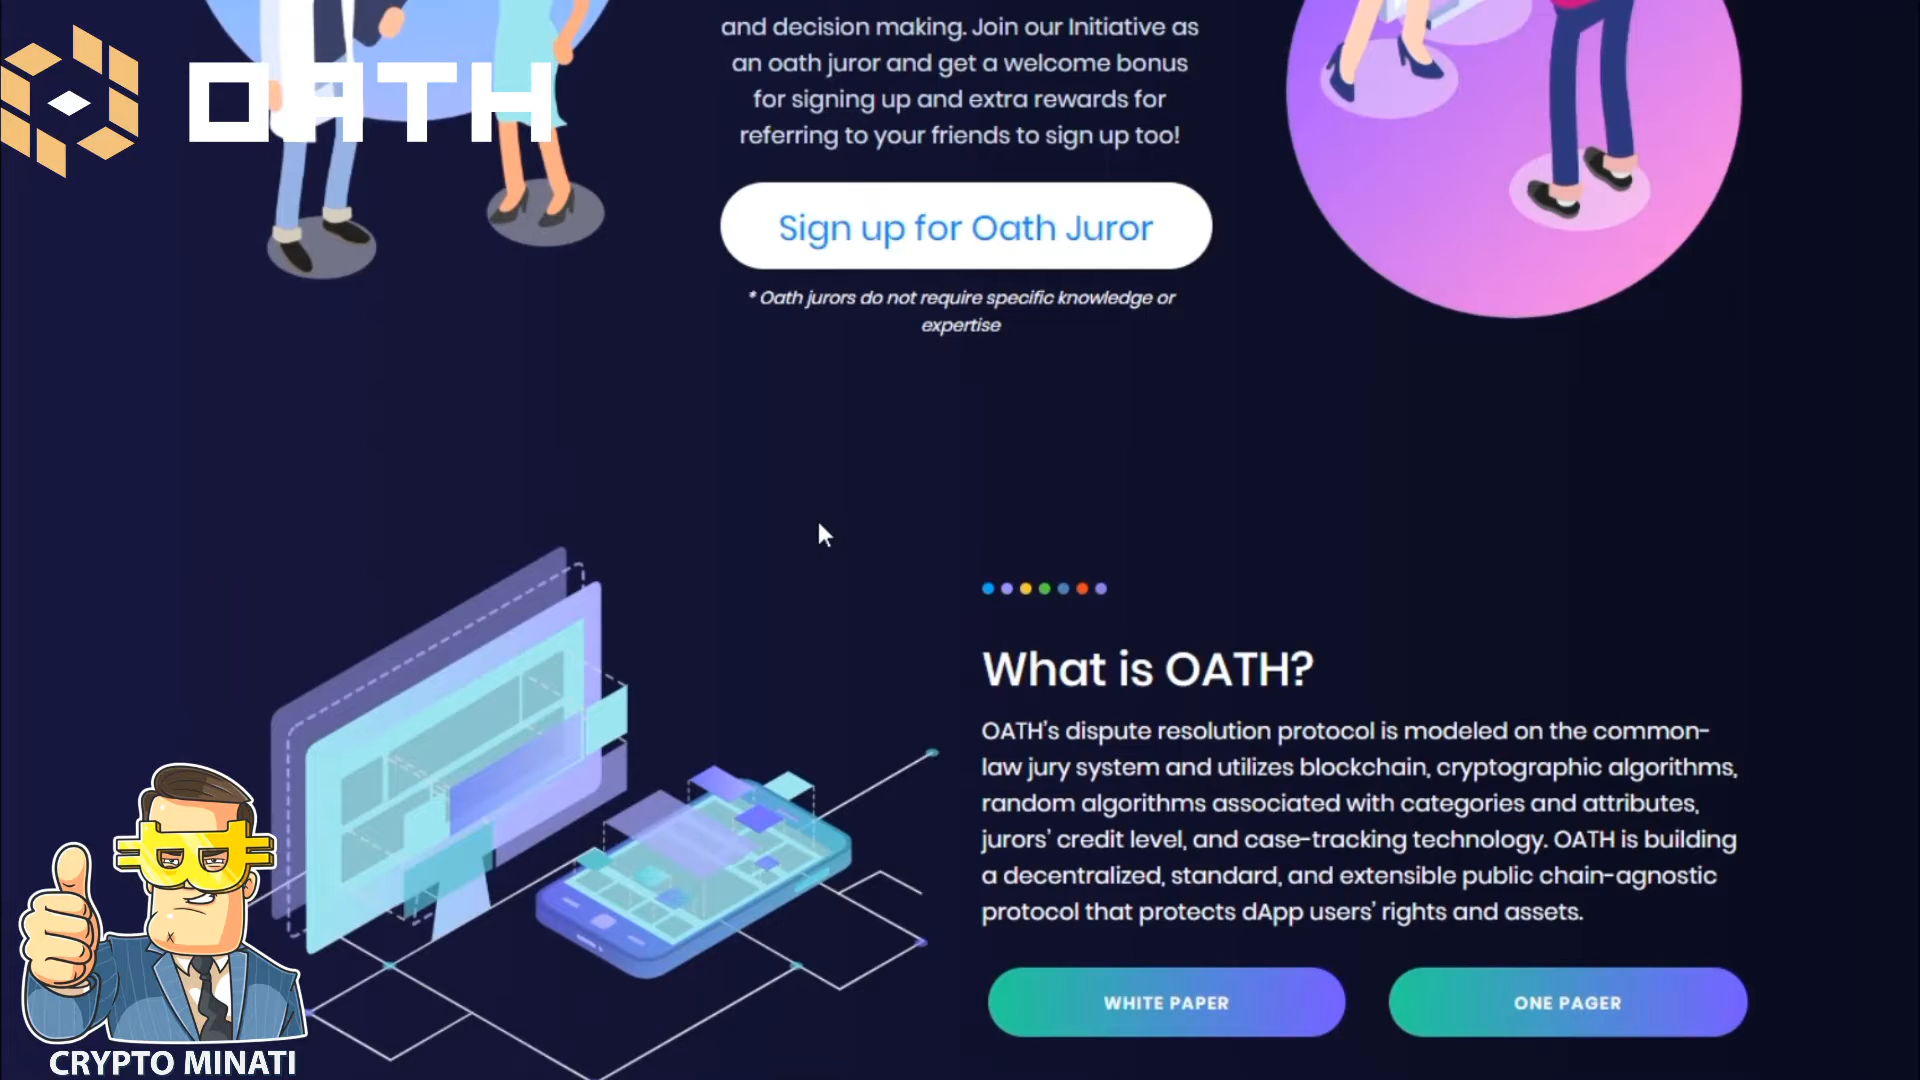 OATH
and decision making. Join our Initiative as
an oath juror and get a welcome bonus
for signing up and extra rewards for
referring to your friends to sign up too!
Sign up for Oath Juror
* Oath jurors do not require specific knowledge or
expertise
What is OATH?
OATH's dispute resolution protocol is modeled on the common-
law jury system and utilizes blockchain, cryptographic algorithms,
random algorithms associated with categories and attributes,
jurors' credit level, and case-tracking technology. OATH is building
a decentralized, standard, and extensible public chain-agnostic
protocol that protects dApp users' rights and assets.
WHITE PAPER
ONE PAGER
CRYPTO MINATI